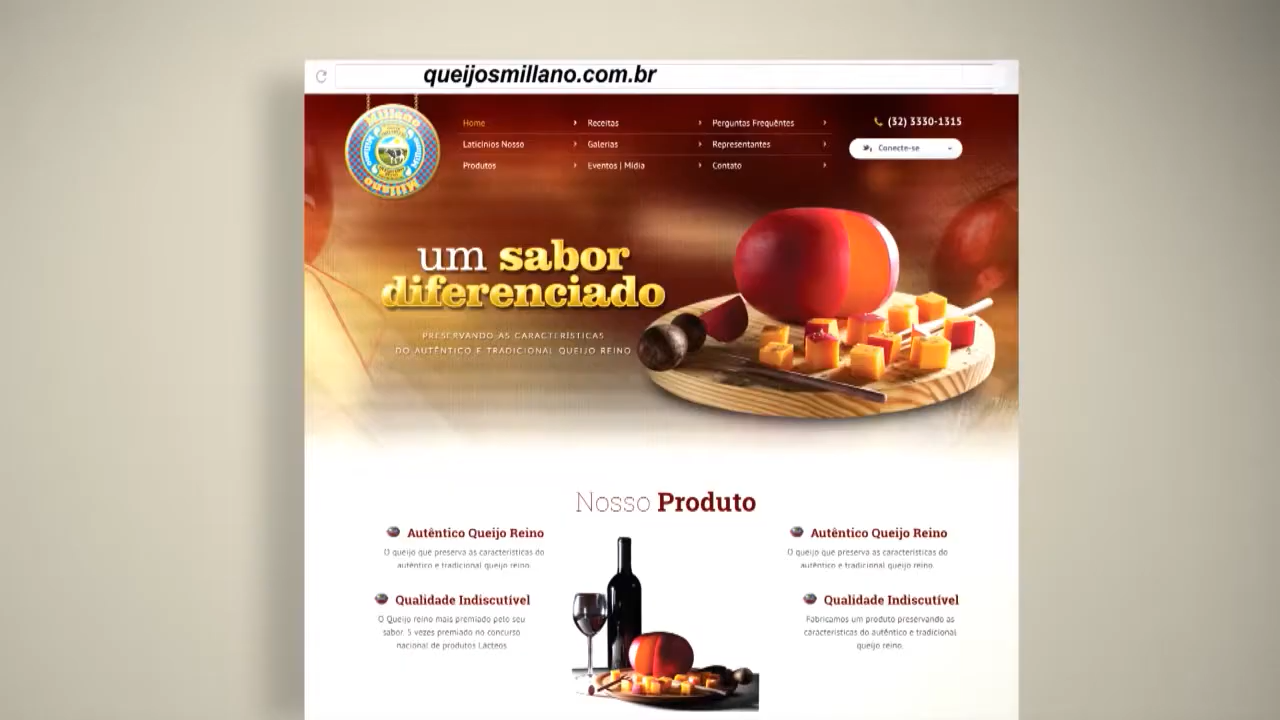 queijosmillano.com.br
Millano
Millano
Home
Receitas
Perguntas Frequêntes
(32) 3330-1315
Laticínios Nosso
Galerias
Representantes
Conecte-se
Produtos
Eventos | Mídia
Contato
um sabor
diferenciado
PRESERVANDO AS CARACTERÍSTICAS
DO AUTÊNTICO E TRADICIONAL QUEIJO REINO
Nosso Produto
Autêntico Queijo Reino
O queijo que preserva as características do
autêntico e tradicional queijo reino.
Qualidade Indiscutível
O Queijo reino mais premiado pelo seu
sabor. 5 vezes premiado no concurso
nacional de produtos Lácteos
Autêntico Queijo Reino
O queijo que preserva as características do
autêntico e tradicional queijo reino.
Qualidade Indiscutível
Fabricamos um produto preservando as
características do autêntico e tradicional
queijo reino.